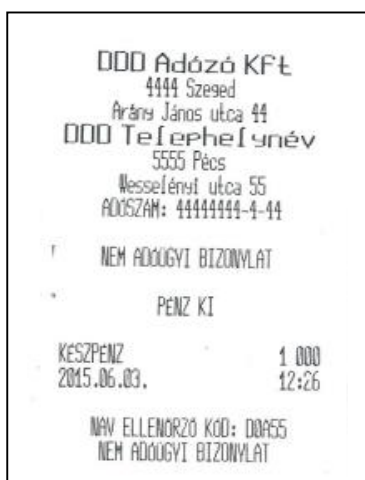 DDD Adózó Kft
4444 Szeged
Arany János utca 44
DDD Telephelynév
5555 Pécs
Wesselényi utca 55
ADÓSZÁM: 44444444-4-44
NEM ADÓÜGYI BIZONYLAT
PÉNZ KI
KÉSZPÉNZ 1 000
2015.06.03. 12:26
NAV ELLENŐRZŐ KÓD: D0A55
NEM ADÓÜGYI BIZONYLAT